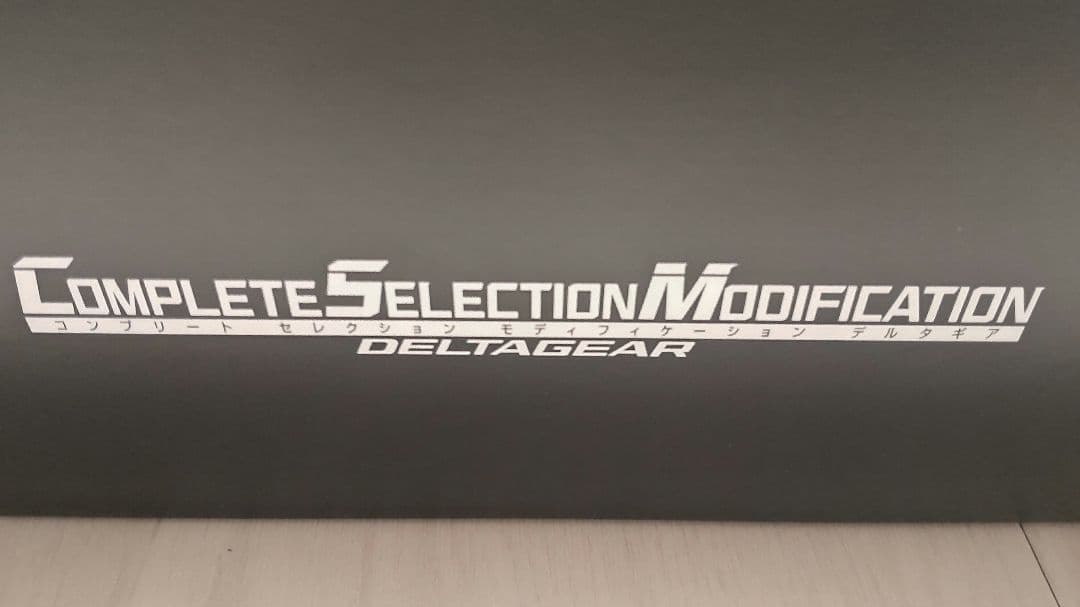 COMPLETE SELECTION MODIFICATION
コンプリート セレクション モディフィケーション デルタギア
DELTAGEAR